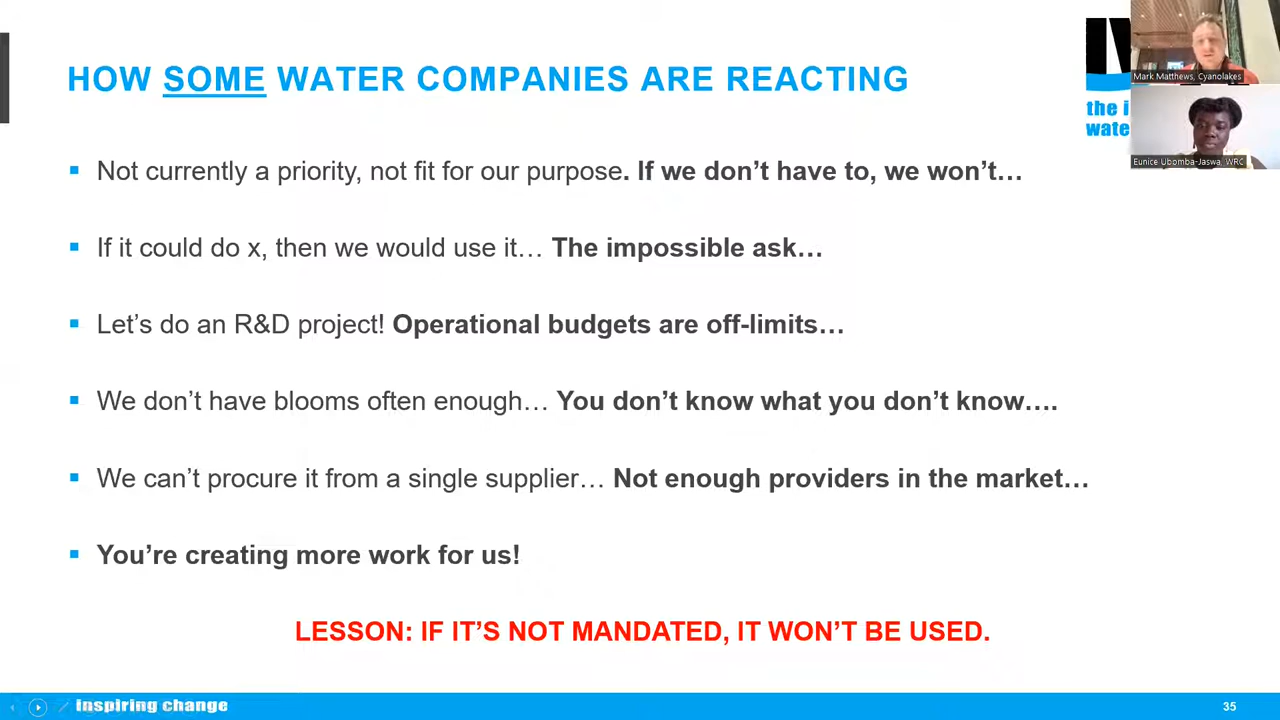 HOW SOME WATER COMPANIES ARE REACTING
the i
wate
Mark Matthews, Cyanolakes
Eunice Ubomba-Jaswa, WRC
Not currently a priority, not fit for our purpose. If we don’t have to, we won’t…
If it could do x, then we would use it… The impossible ask…
Let’s do an R&D project! Operational budgets are off-limits…
We don’t have blooms often enough… You don’t know what you don’t know….
We can’t procure it from a single supplier… Not enough providers in the market…
You’re creating more work for us!
LESSON: IF IT’S NOT MANDATED, IT WON’T BE USED.
inspiring change
35